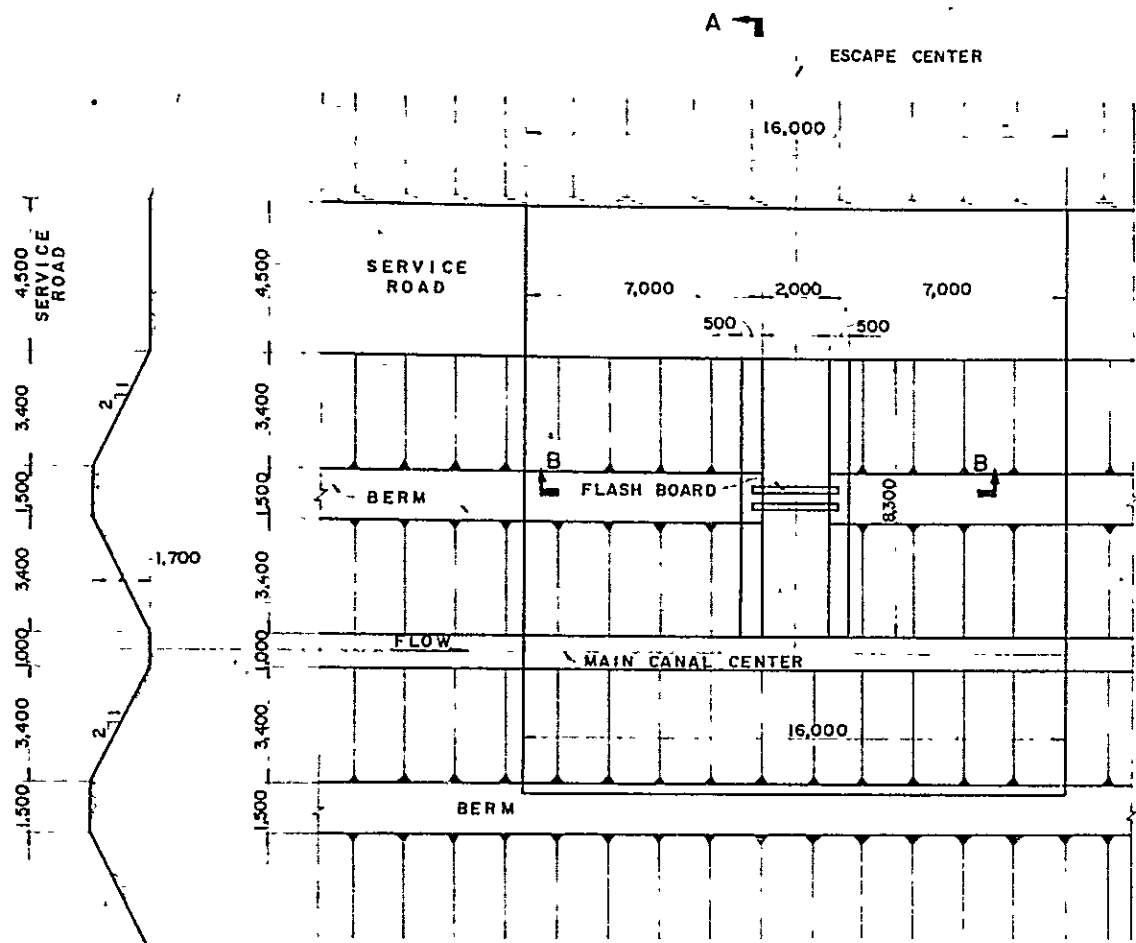 A
ESCAPE CENTER
16,000
4,500
SERVICE
ROAD
4,500
SERVICE
ROAD
7,000
2,000
7,000
500
500
3,400
2
1
3,400
B
B
1,500
1,500
BERM
FLASH BOARD
8,300
3,400
1,700
3,400
1,000
1,000
FLOW
MAIN CANAL CENTER
3,400
2
1
3,400
16,000
1,500
1,500
BERM